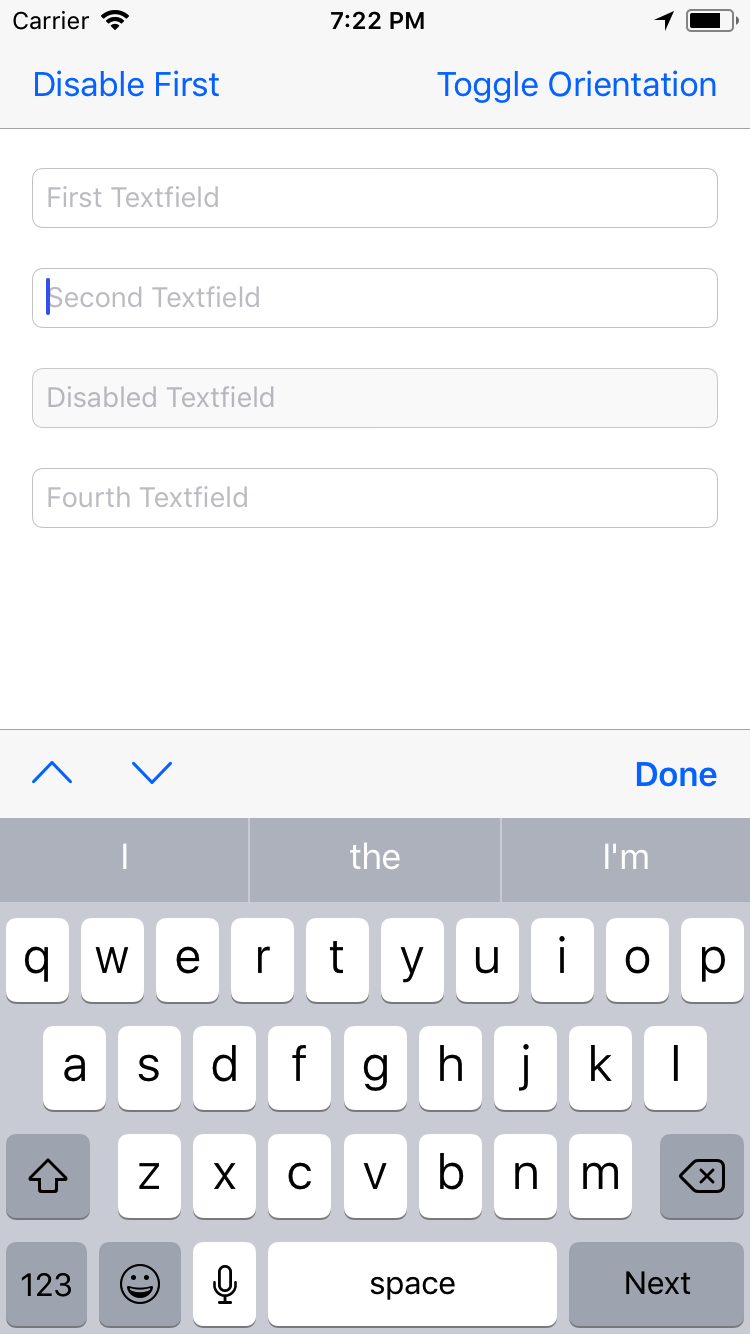 Carrier 7:22 PM
Disable First Toggle Orientation
First Textfield
Second Textfield
Disabled Textfield
Fourth Textfield
Done
I the I'm
q w e r t y u i o p
a s d f g h j k l
z x c v b n m
123 space Next